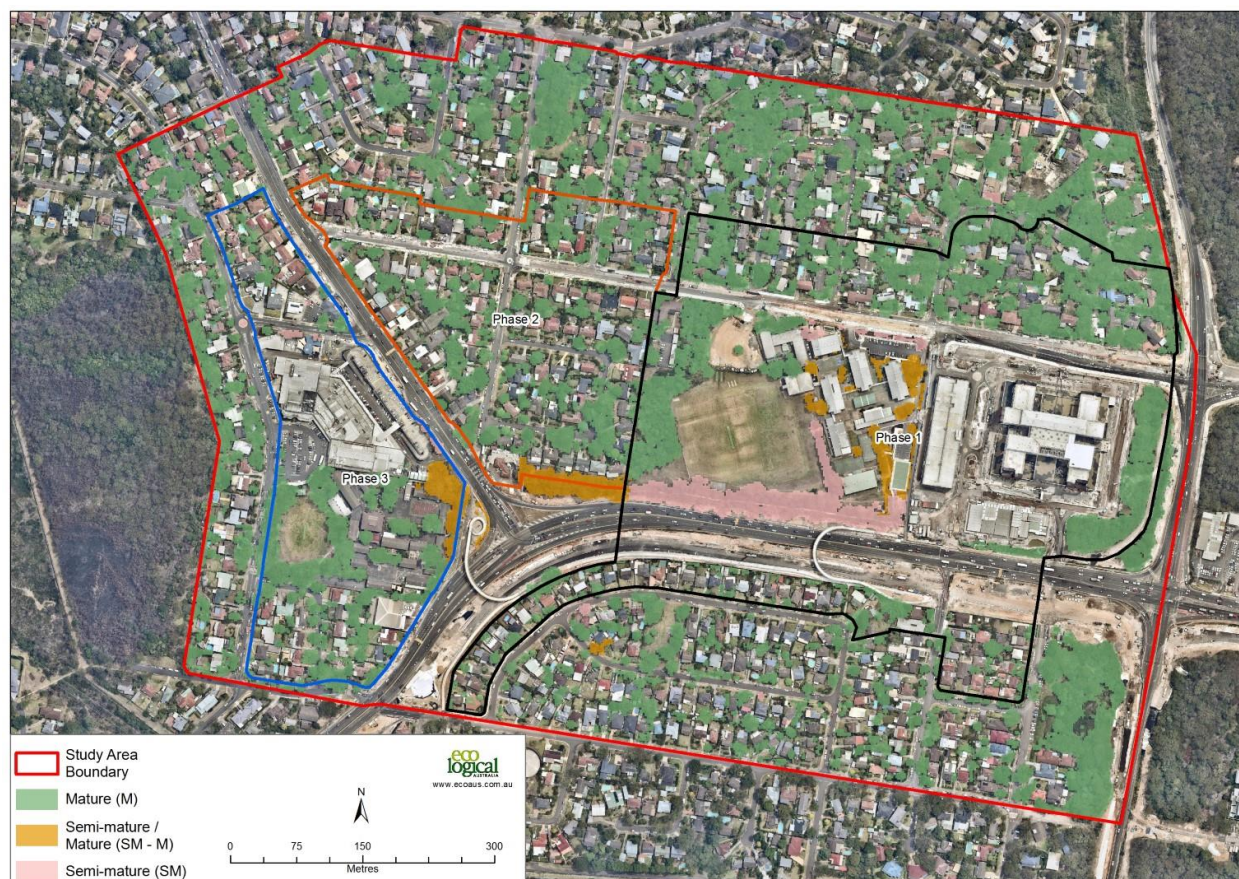 Phase 2
Phase 1
Phase 3
Study Area
Boundary
Mature (M)
Semi-mature /
Mature (SM - M)
Semi-mature (SM)
eco
logical
AUSTRALIA
www.ecoaus.com.au
N
0 75 150 300
Metres